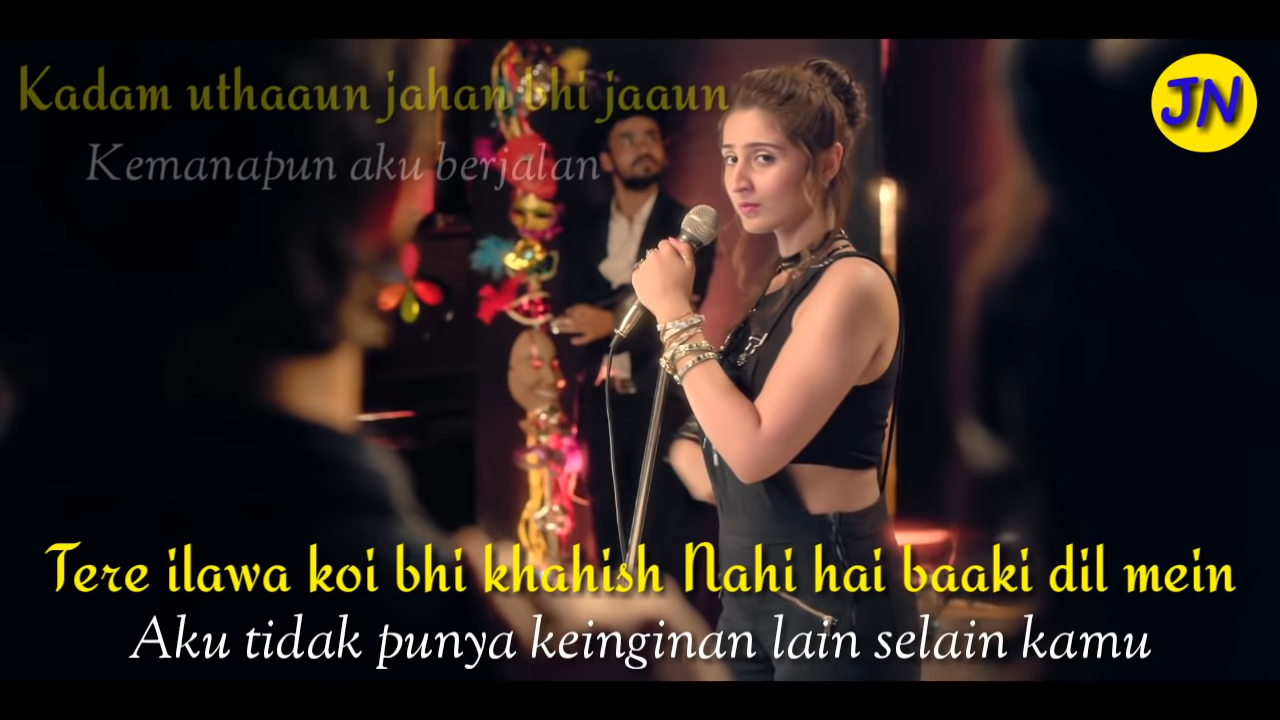 Kadam uthaaun jahan bhi jaaun
JN
Kemanapun aku berjalan
Tere ilawa koi bhi khahish Nahi hai baaki dil mein
Aku tidak punya keinginan lain selain kamu